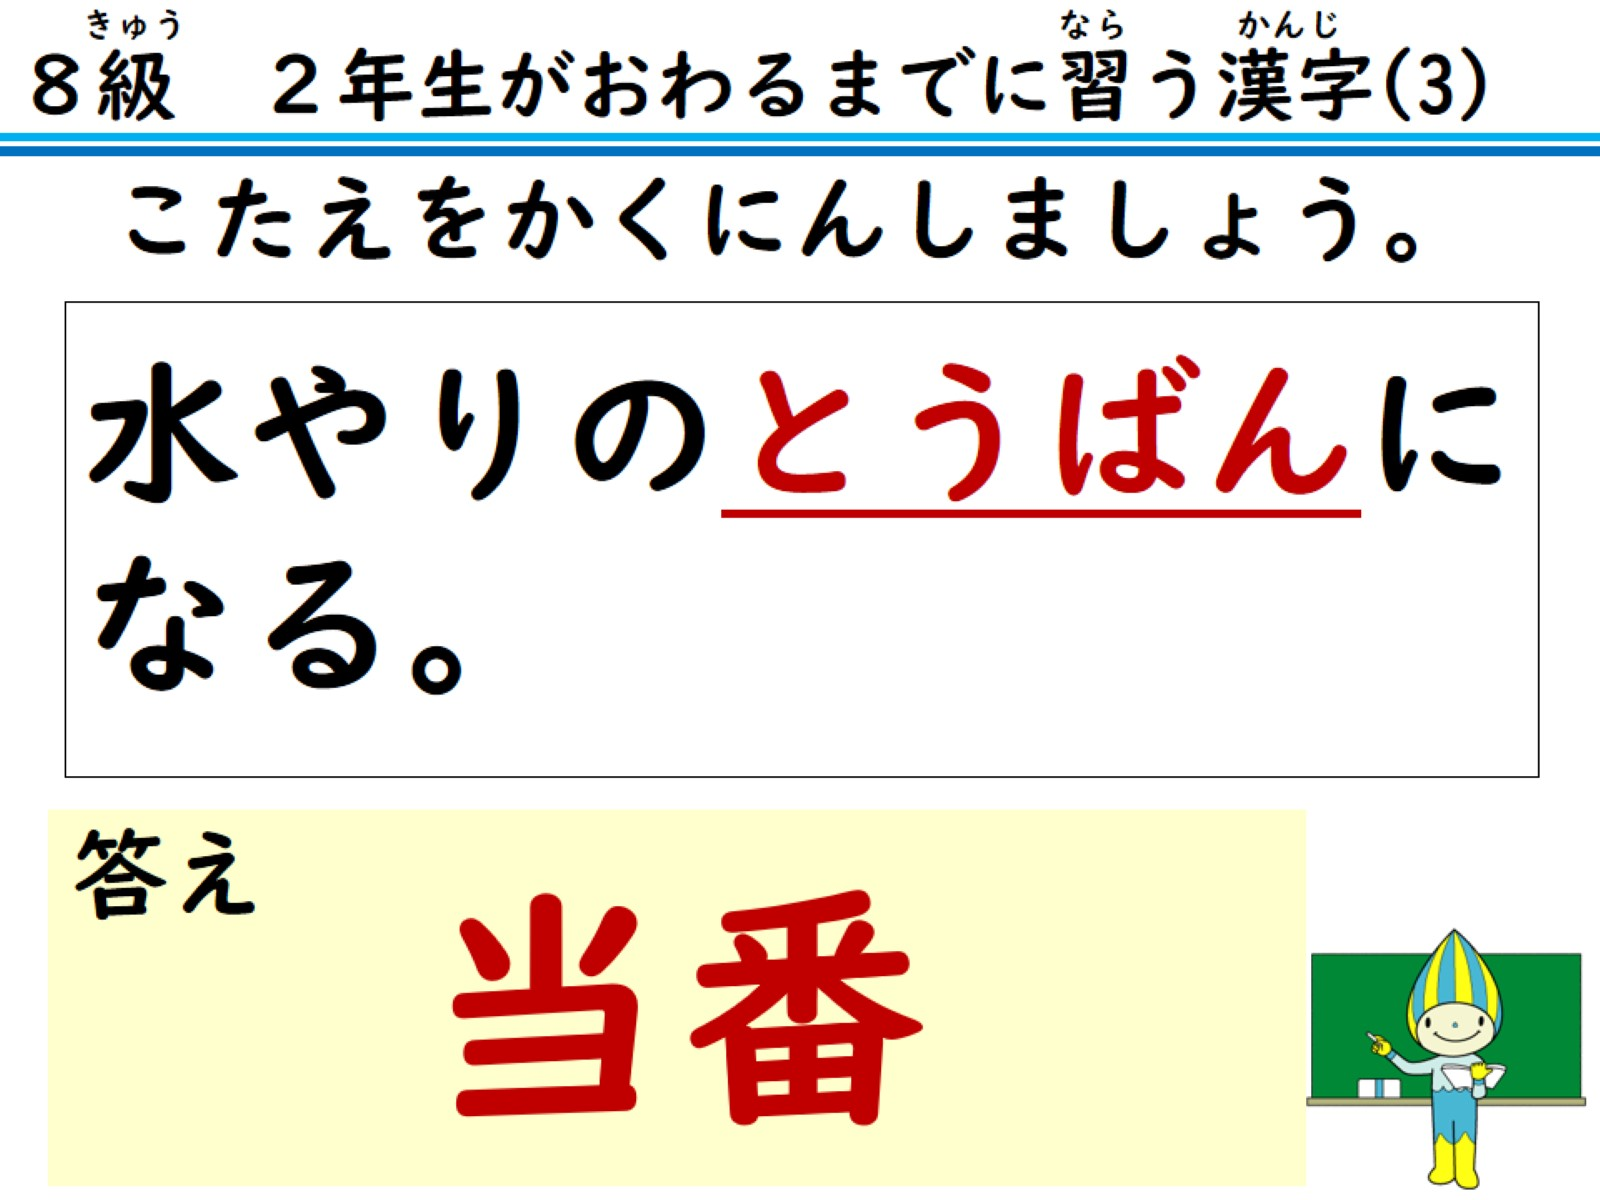 きゅう なら かんじ
８級　２年生がおわるまでに習う漢字(3)
こたえをかくにんしましょう。
水やりのとうばんに
なる。
答え
当番